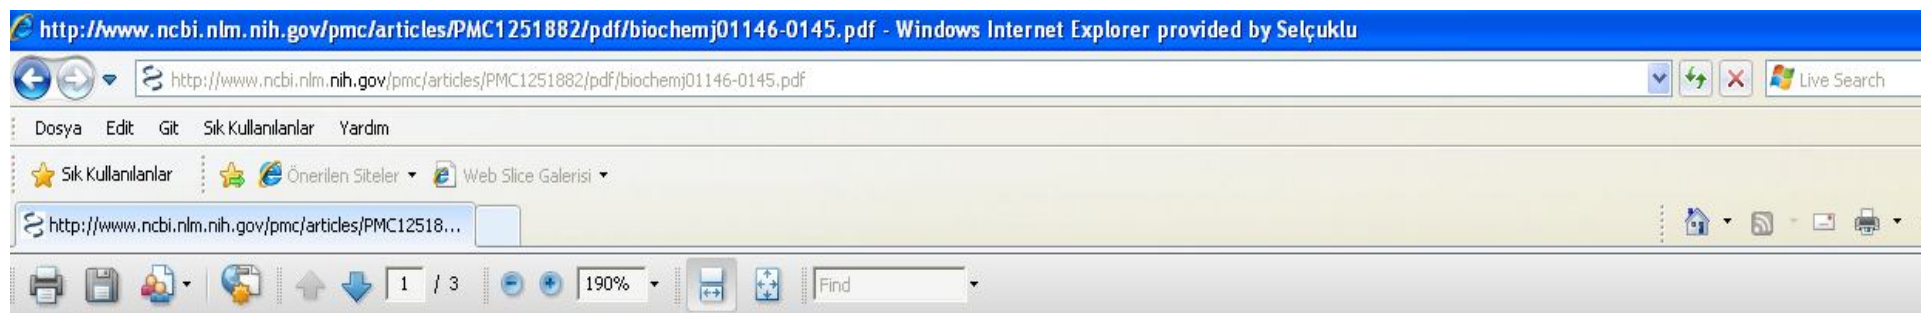 http://www.ncbi.nlm.nih.gov/pmc/articles/PMC1251882/pdf/biochemj01146-0145.pdf - Windows Internet Explorer provided by Selçuklu
http://www.ncbi.nlm.nih.gov/pmc/articles/PMC1251882/pdf/biochemj01146-0145.pdf Live Search
Dosya Edit Git Sık Kullanılanlar Yardım
Sık Kullanılanlar Önerilen Siteler Web Slice Galerisi
http://www.ncbi.nlm.nih.gov/pmc/articles/PMC12518...
1 / 3 190% Find